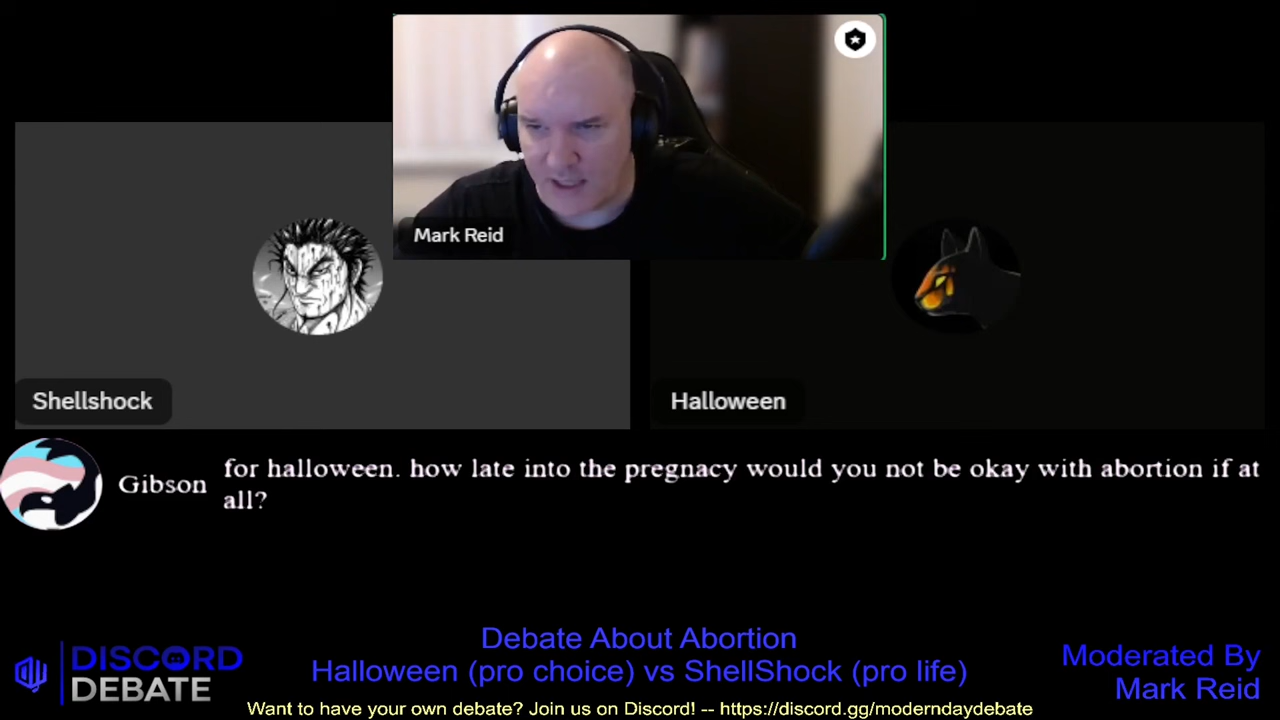 Mark Reid
Shellshock
Halloween
Gibson
for halloween. how late into the pregnacy would you not be okay with abortion if at
all?
Debate About Abortion
Halloween (pro choice) vs ShellShock (pro life)
DISCORD
DEBATE
Moderated By
Mark Reid
Want to have your own debate? Join us on Discord! -- https://discord.gg/moderndaydebate